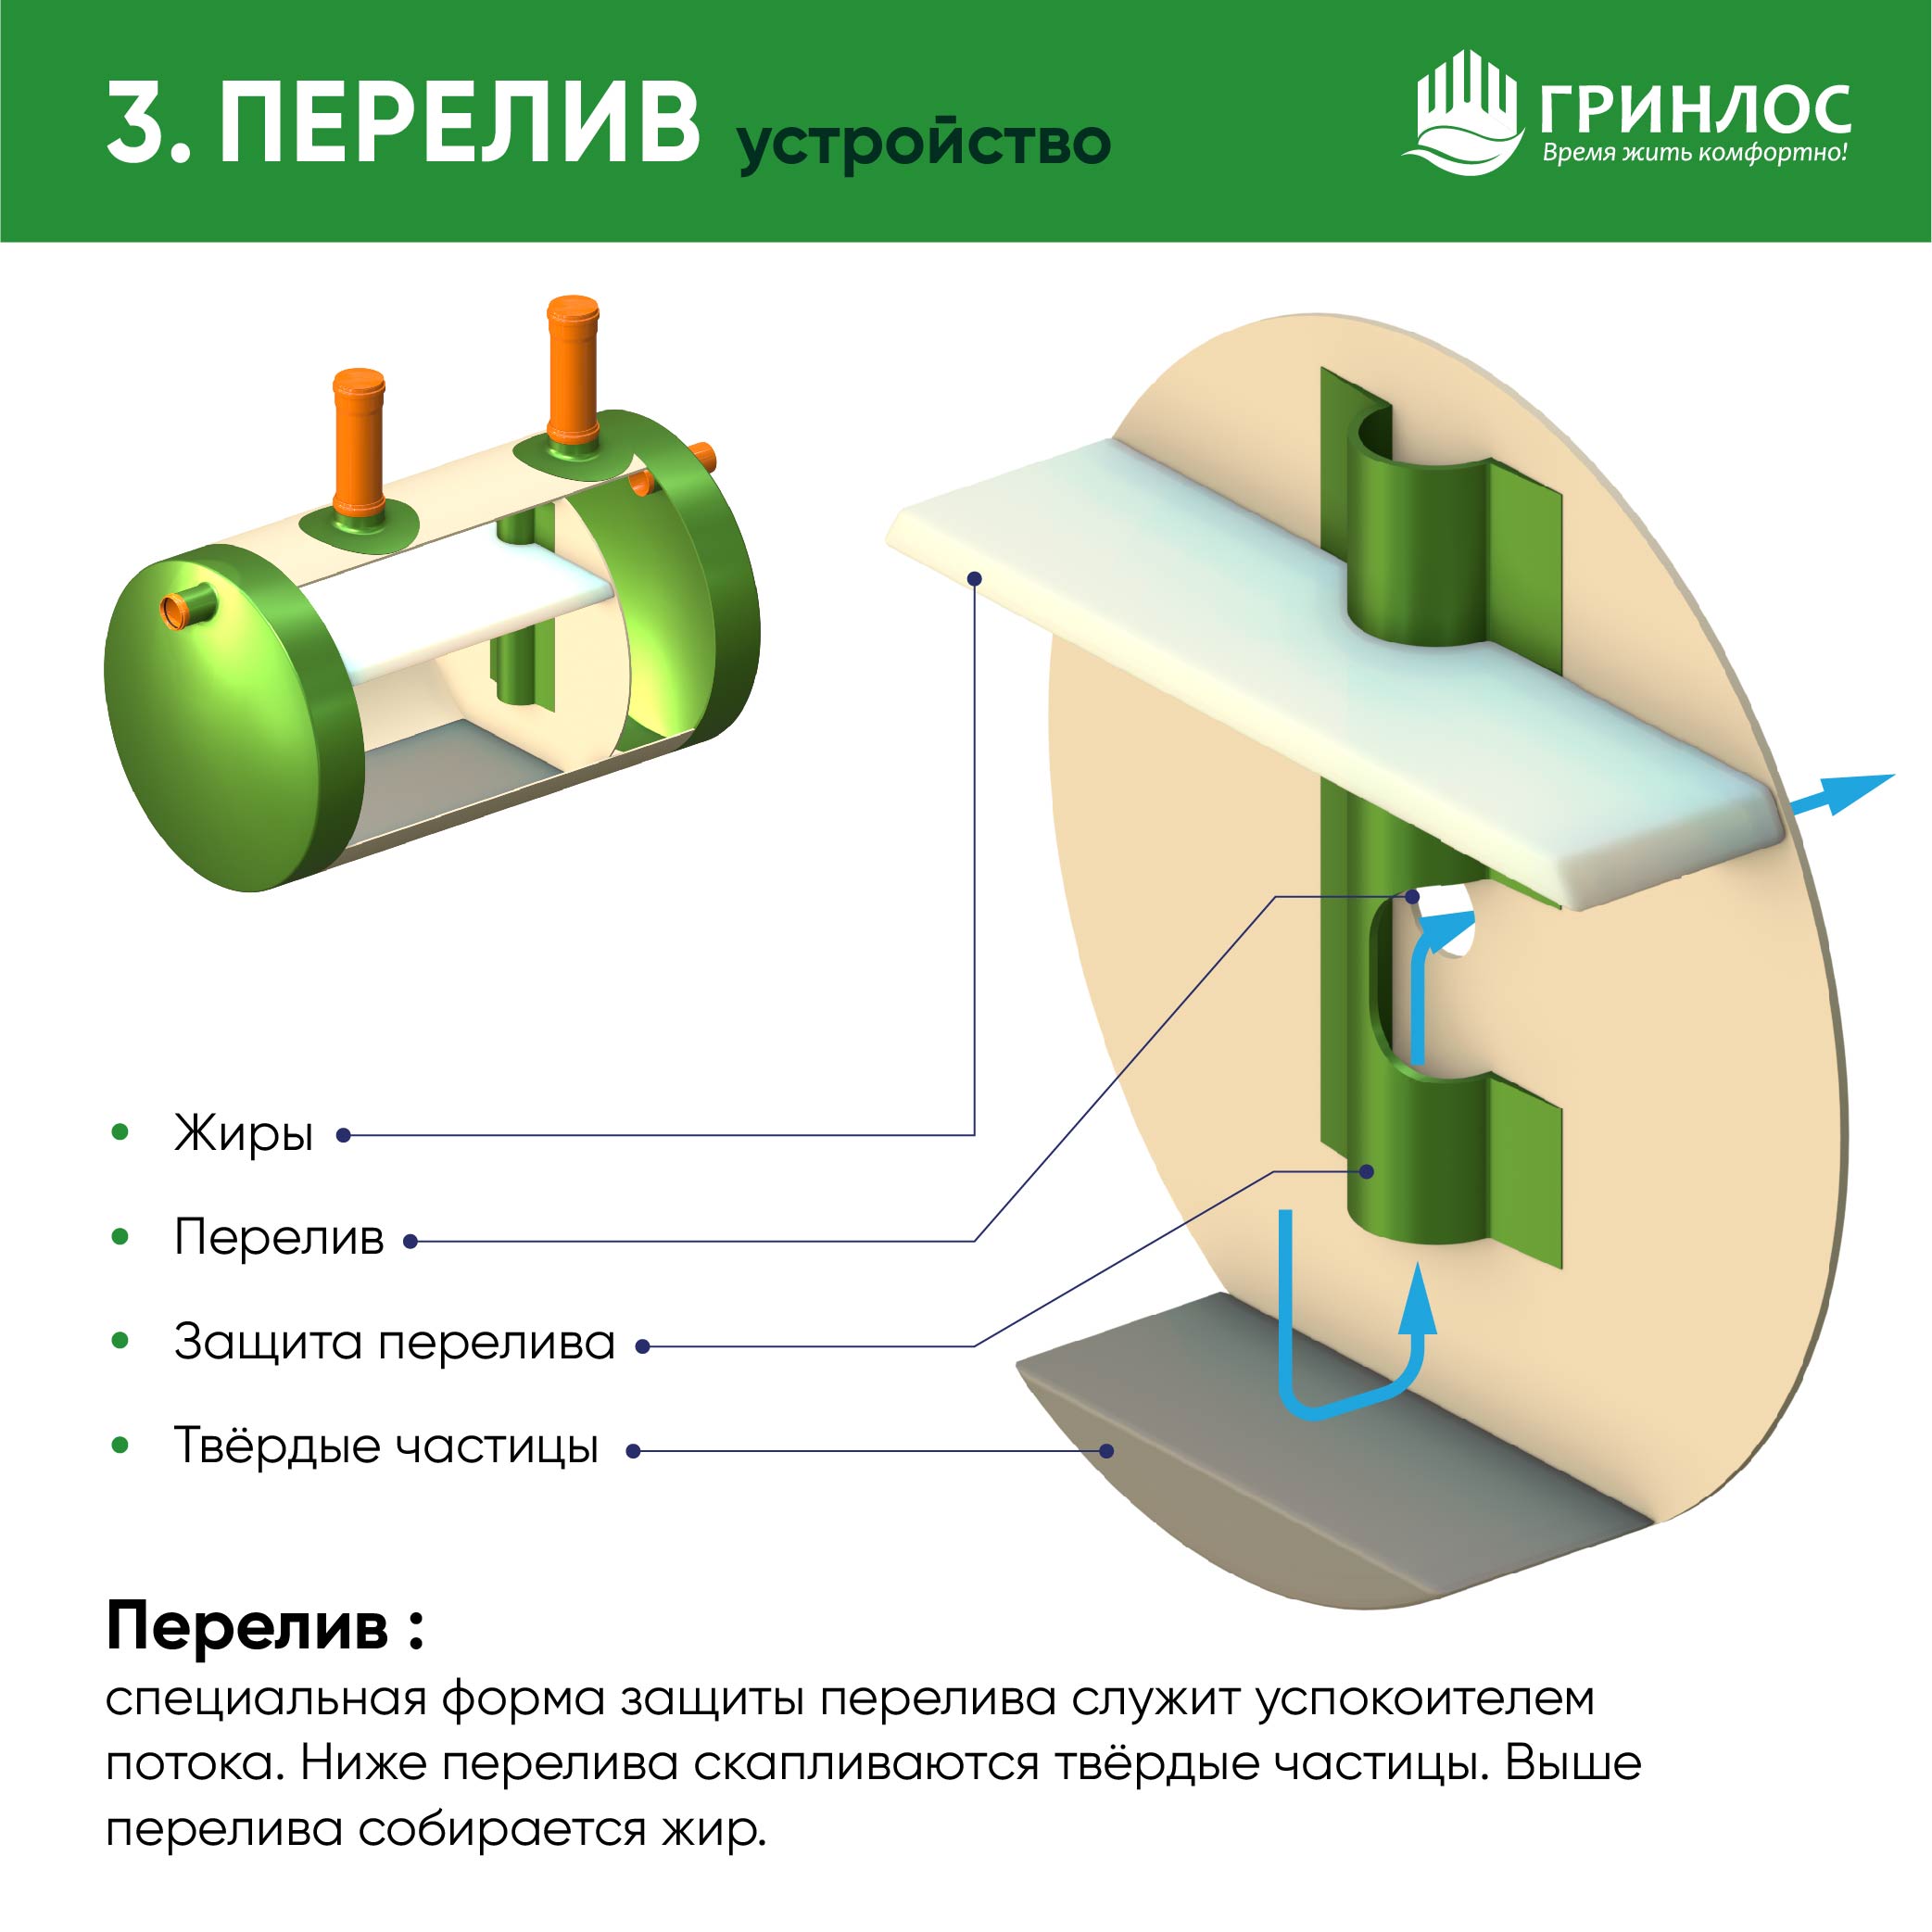 3. ПЕРЕЛИВ устройство
ГРИНЛОС
Время жить комфортно!
Жиры
Перелив
Защита перелива
Твёрдые частицы
Перелив :
специальная форма защиты перелива служит успокоителем
потока. Ниже перелива скапливаются твёрдые частицы. Выше
перелива собирается жир.